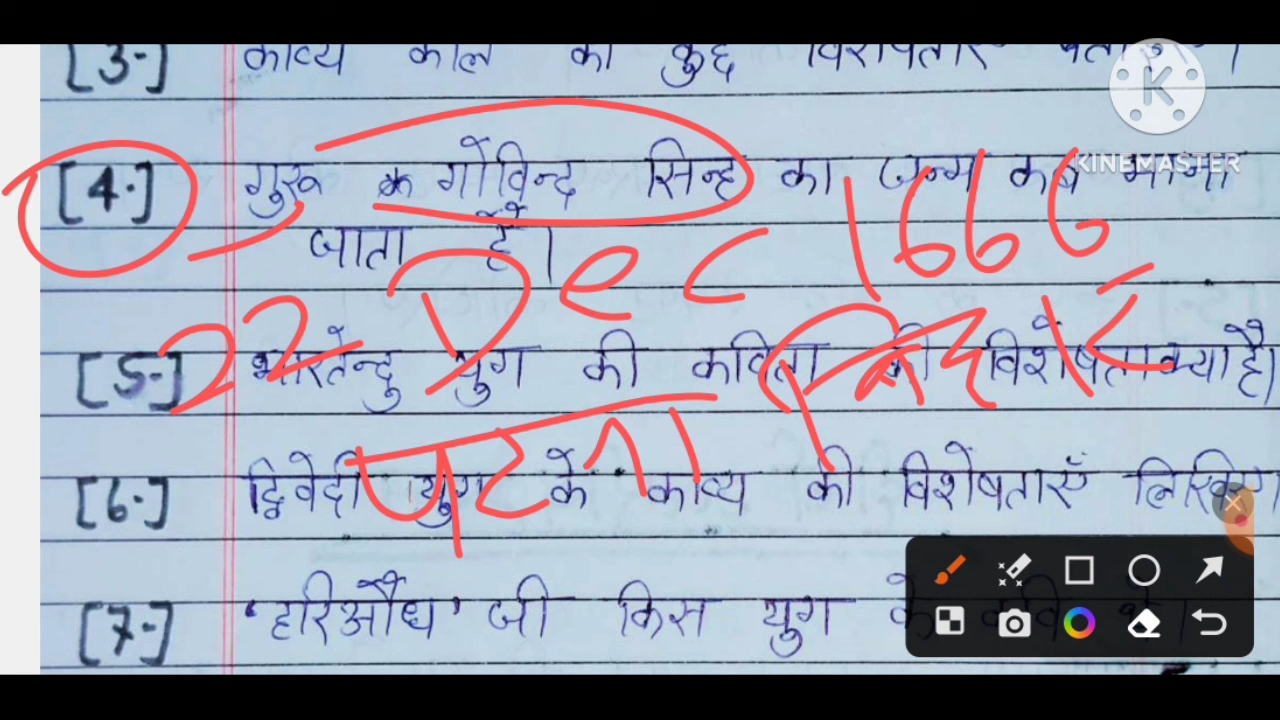 [3.] काव्य काल की कुछ विशेषताएँ बताइए।
KINEMASTER
[4.] गुरू गोविन्द सिन्ह का जन्म कब माना
जाता है।
22 Dec 1666
[5.] भारतेन्दु युग की कविता की विशेषता क्या है।
पटना
[6.] द्विवेदी युग के काव्य की विशेषताएँ लिखिए।
[7.] 'हरिऔध' जी किस युग के कवि थे।